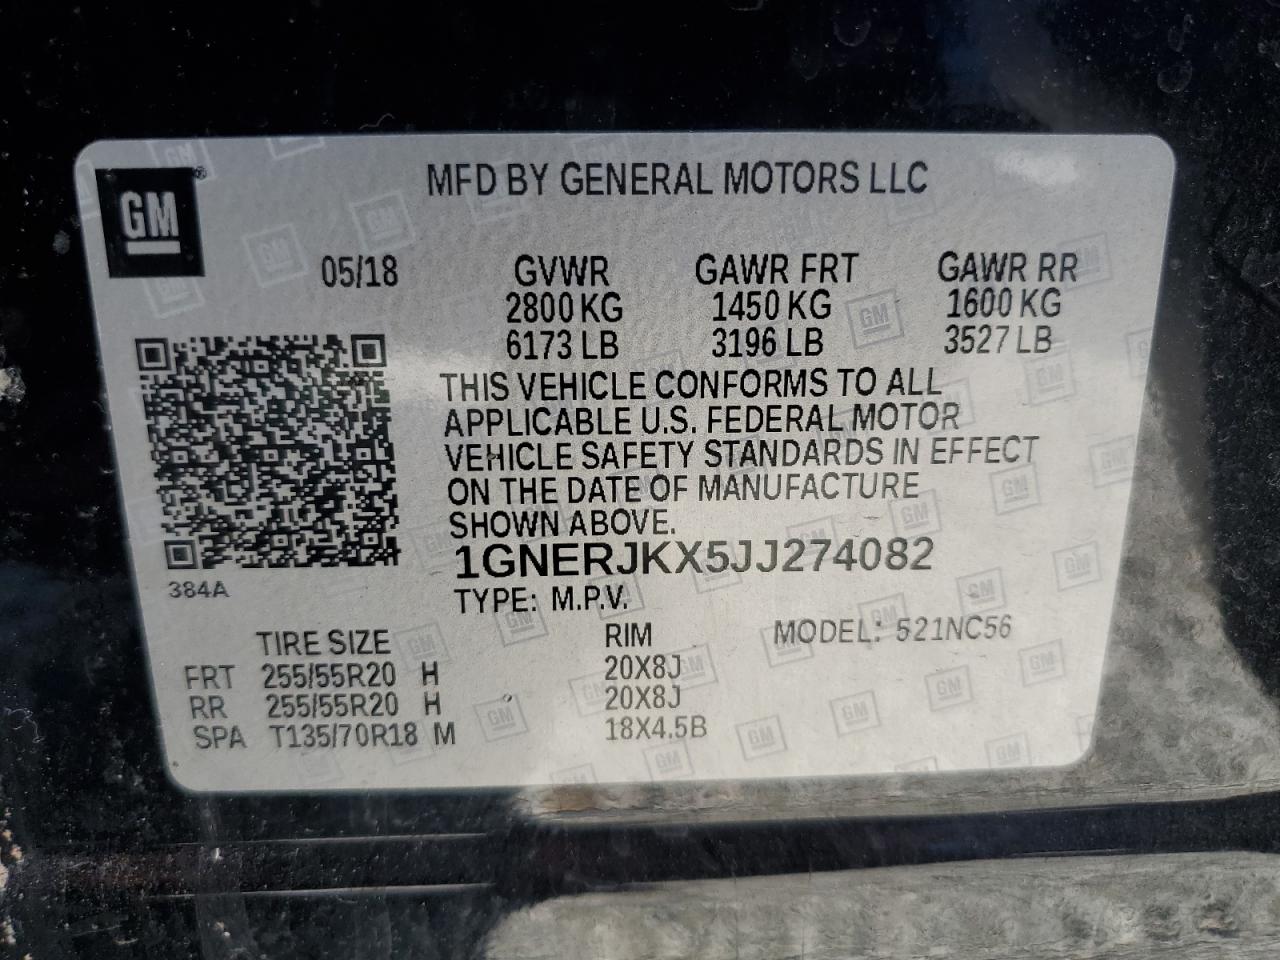 GM®
MFD BY GENERAL MOTORS LLC
05/18 GVWR GAWR FRT GAWR RR
2800 KG 1450 KG 1600 KG
6173 LB 3196 LB 3527 LB
THIS VEHICLE CONFORMS TO ALL
APPLICABLE U.S. FEDERAL MOTOR
VEHICLE SAFETY STANDARDS IN EFFECT
ON THE DATE OF MANUFACTURE
SHOWN ABOVE.
1GNERJKX5JJ274082
384A
TYPE: M.P.V.
TIRE SIZE RIM MODEL: 521NC56
FRT 255/55R20 H 20X8J
RR 255/55R20 H 20X8J
SPA T135/70R18 M 18X4.5B